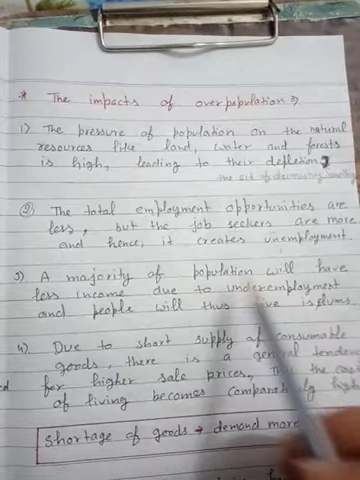 * The impacts of overpopulation ⇒
1) The pressure of population on the natural
resources like land, water and forests
is high, leading to their depletion.
the act of decreasing
② The total employment opportunities are
less, but the job seekers are more
and hence, it creates unemployment.
3) A majority of population will have
less income due to underemployment
and people will thus live is slums.
4) Due to short supply of consumable
goods, there is a general
for higher sale prices, the
of living becomes comparatively high
Shortage of goods → demand more